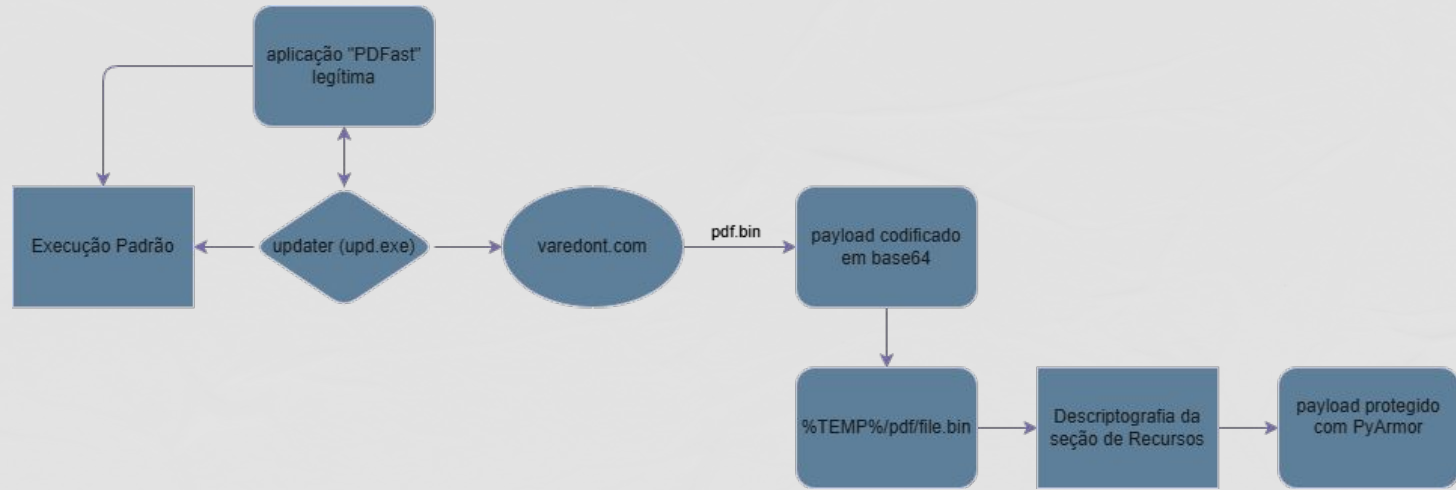 aplicação "PDFast"
legítima
Execução Padrão
updater (upd.exe)
varedont.com
pdf.bin
payload codificado
em base64
%TEMP%/pdf/file.bin
Descriptografia da
seção de Recursos
payload protegido
com PyArmor